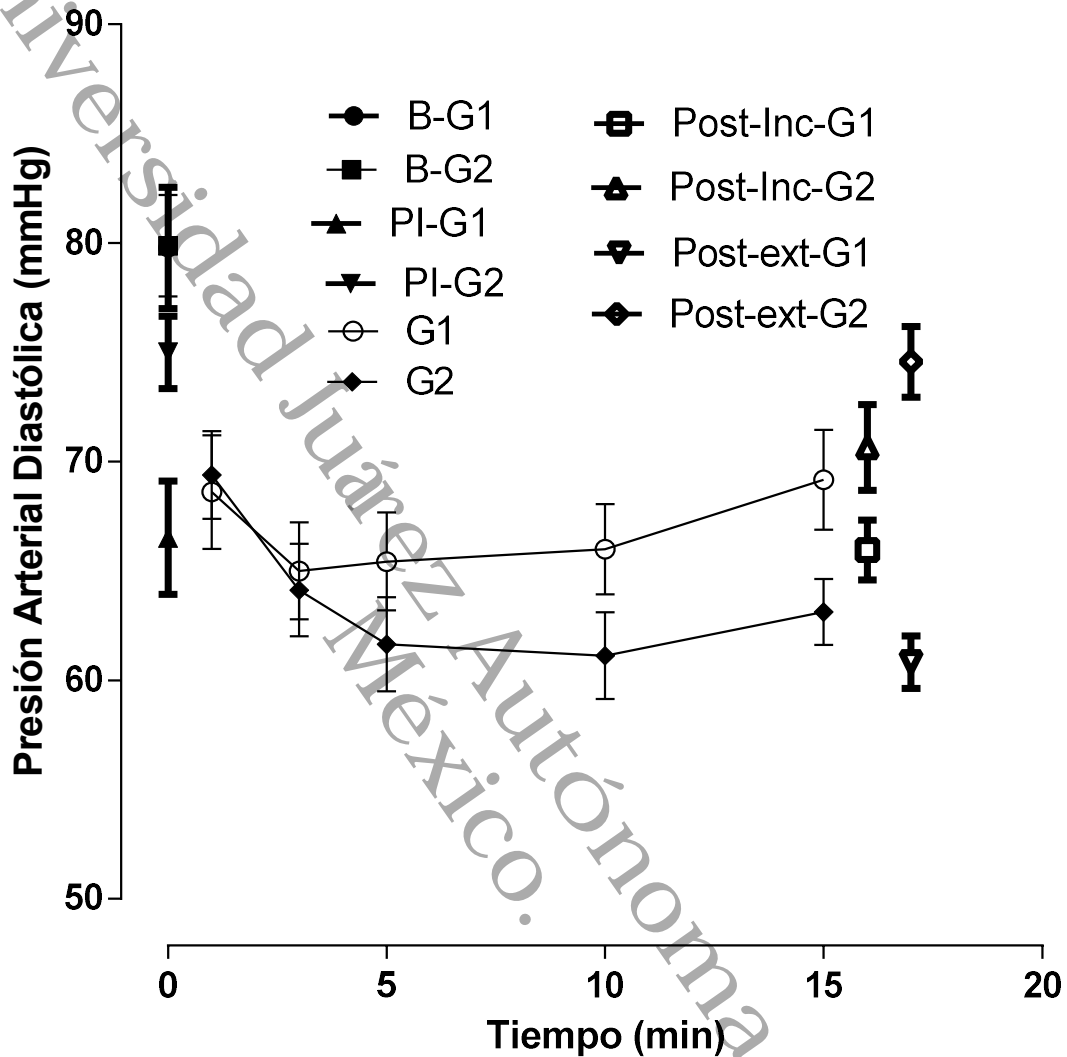 90
80
70
60
50
Presión Arterial Diastólica (mmHg)
B-G1
B-G2
PI-G1
PI-G2
G1
G2
Post-Inc-G1
Post-Inc-G2
Post-ext-G1
Post-ext-G2
0 5 10 15 20
Tiempo (min)
niversidad Juárez Autónoma
México.